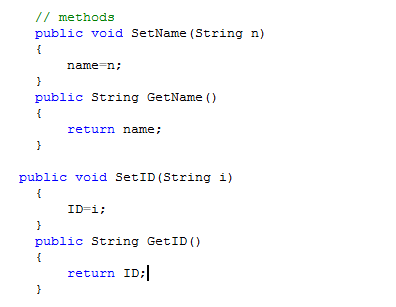 // methods
public void SetName(String n)
{
name=n;
}
public String GetName()
{
return name;
}
public void SetID(String i)
{
ID=i;
}
public String GetID()
{
return ID;
}